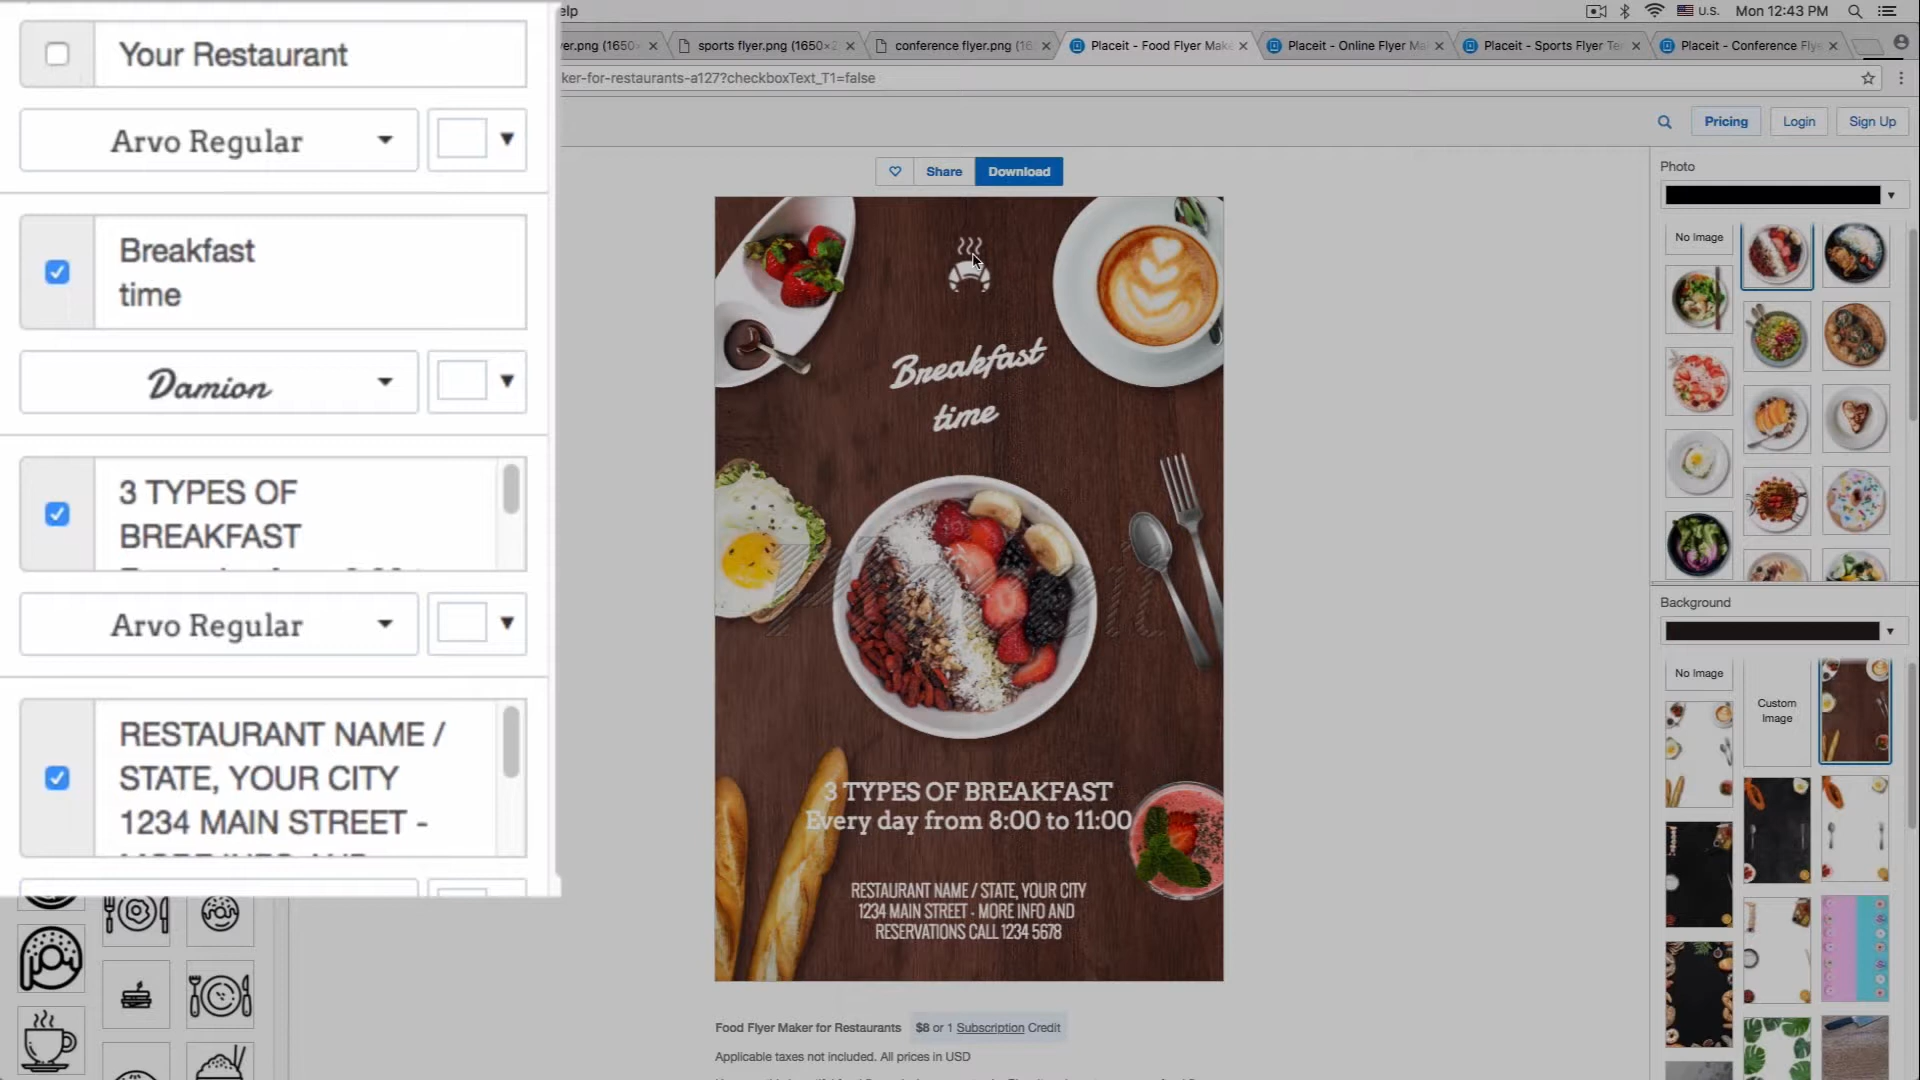 Your Restaurant
Arvo Regular
Breakfast
time
Damion
3 TYPES OF
BREAKFAST
Arvo Regular
RESTAURANT NAME /
STATE, YOUR CITY
1234 MAIN STREET -
elp
U.S. Mon 12:43 PM
yer.png (1650×
sports flyer.png (1650×2
conference flyer.png (16
Placeit - Food Flyer Make
Placeit - Online Flyer Ma
Placeit - Sports Flyer Te
Placeit - Conference Flye
ker-for-restaurants-a127?checkboxText_T1=false
Pricing
Login
Sign Up
Share
Download
Breakfast
time
Placeit
3 TYPES OF BREAKFAST
Every day from 8:00 to 11:00
RESTAURANT NAME / STATE, YOUR CITY
1234 MAIN STREET - MORE INFO AND
RESERVATIONS CALL 1234 5678
Food Flyer Maker for Restaurants $8 or 1 Subscription Credit
Applicable taxes not included. All prices in USD
Photo
No Image
Background
No Image
Custom
Image